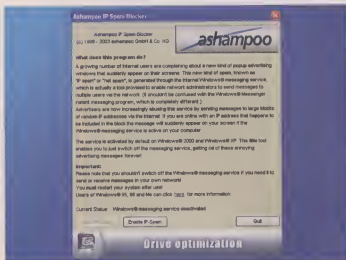 Ashampoo IP Spam Blocker
Ashampoo IP Spam-Blocker
(c) 1998 - 2003 ashampoo GmbH & Co. KG
ashampoo
What does this program do?
A growing number of Internet users are complaining about a new kind of popup advertising
windows that suddenly appear on their screens. This new kind of spam, known as
"IP spam" or "net spam", is generated through the internal Windows® messaging service,
which is actually a tool provided to enable network administrators to send messages to
multiple users via the network. (It shouldn't be confused with the Windows® Messenger
instant messaging program, which is completely different.)
Advertisers are now increasingly abusing this service by sending messages to large blocks
of random IP addresses via the Internet. If you are online with an IP address that happens to
be included in the block the message will suddenly appear on your screen if the
Windows® messaging service is active on your computer
The service is activated by default on Windows® 2000 and Windows® XP. This little tool
enables you to just switch off the messaging service, getting rid of these annoying
advertising messages forever!
Important:
Please note that you shouldn't switch off the Windows® messaging service if you need it to
send or receive messages in your own network!
You must restart your system after use!
Users of Windows® 95, 98 and Me can click here for more information
Current Status: Windows® messaging service deactivated
Enable IP-Spam
Quit
Drive optimization